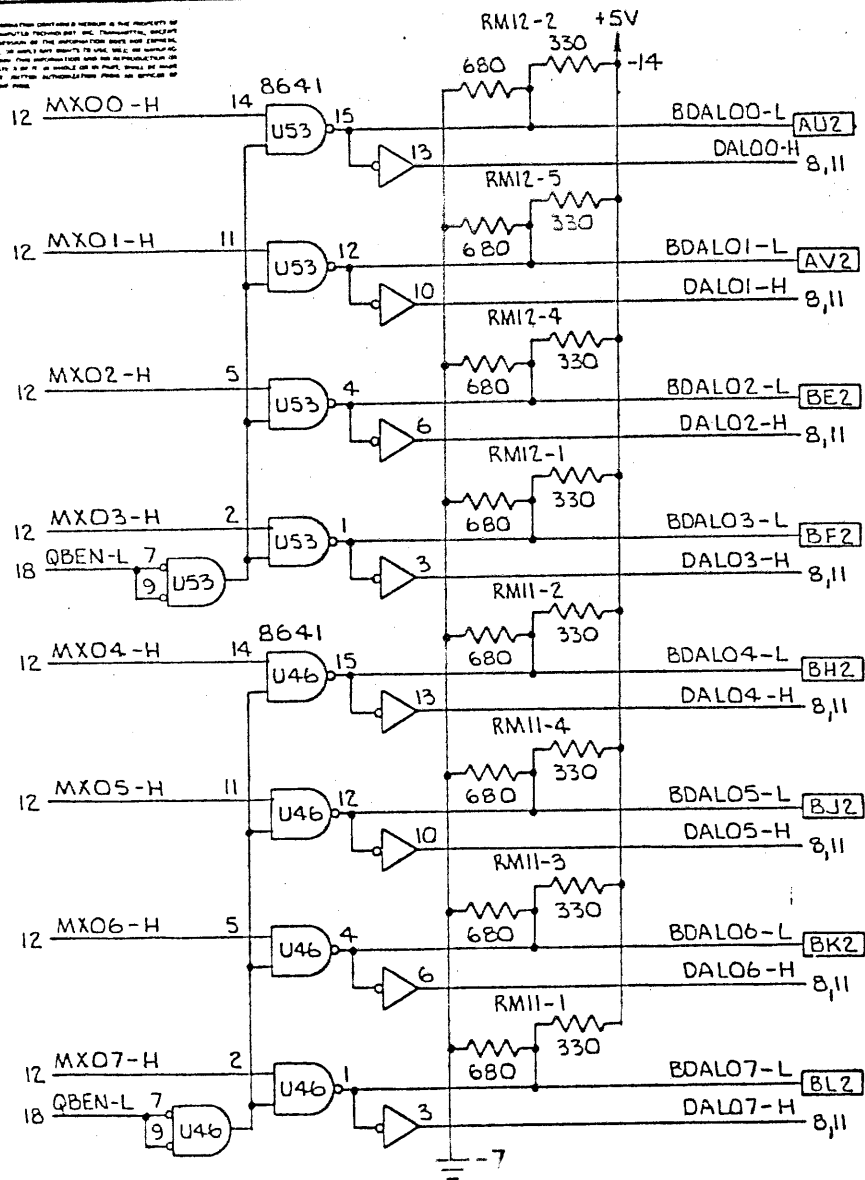 RM12-2 +5V
680 330
-14
8641
12 MX00-H 14 U53 15 BDAL00-L AU2
13 DAL00-H 8,11
RM12-5
680 330
12 MX01-H 11 U53 12 BDAL01-L AV2
10 DAL01-H 8,11
RM12-4
680 330
12 MX02-H 5 U53 4 BDAL02-L BE2
6 DAL02-H 8,11
RM12-1
680 330
12 MX03-H 2 U53 1 BDAL03-L BF2
18 QBEN-L 7 9 U53 3 DAL03-H 8,11
RM11-2
680 330
8641
12 MX04-H 14 U46 15 BDAL04-L BH2
13 DAL04-H 8,11
RM11-4
680 330
12 MX05-H 11 U46 12 BDAL05-L BJ2
10 DAL05-H 8,11
RM11-3
680 330
12 MX06-H 5 U46 4 BDAL06-L BK2
6 DAL06-H 8,11
RM11-1
680 330
12 MX07-H 2 U46 1 BDAL07-L BL2
18 QBEN-L 7 9 U46 3 DAL07-H 8,11
-7